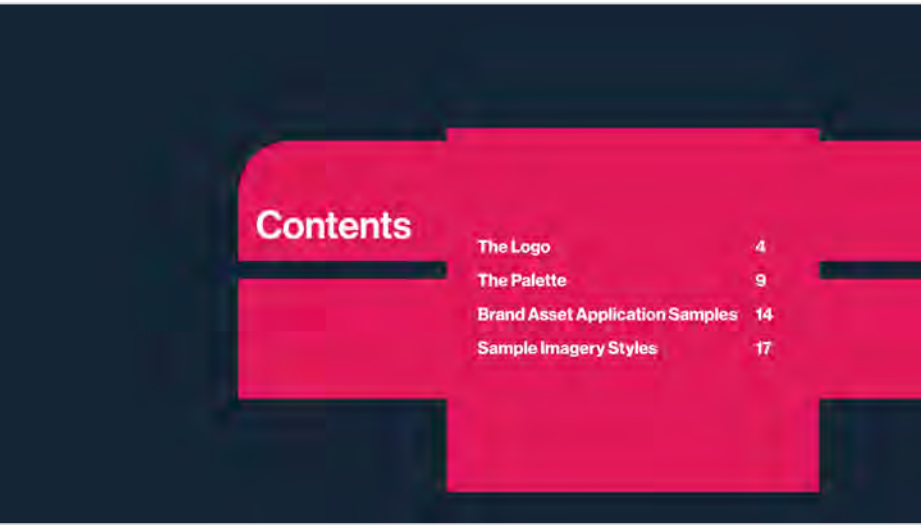 Contents
The Logo 4
The Palette 9
Brand Asset Application Samples 14
Sample Imagery Styles 17